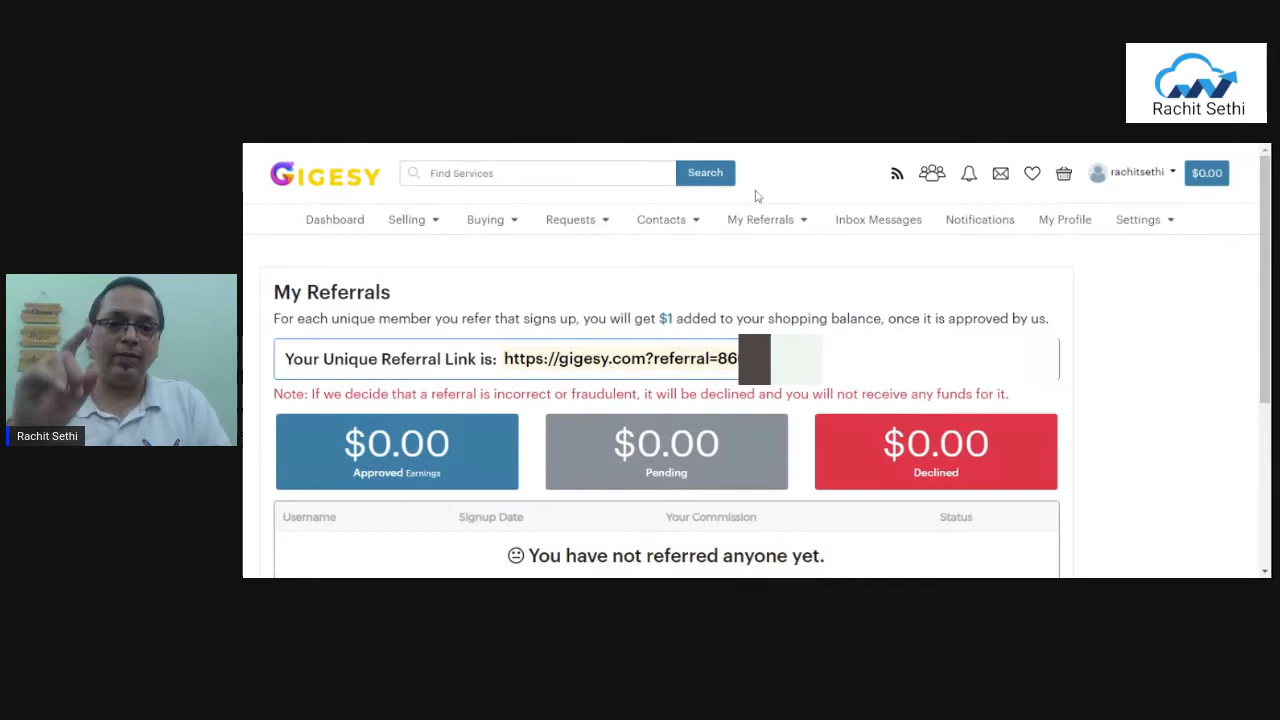 Rachit Sethi
GIGESY
Find Services
Search
rachitsethi
$0.00
Dashboard
Selling
Buying
Requests
Contacts
My Referrals
Inbox Messages
Notifications
My Profile
Settings
My Referrals
For each unique member you refer that signs up, you will get $1 added to your shopping balance, once it is approved by us.
Your Unique Referral Link is: https://gigesy.com?referral=86
Note: If we decide that a referral is incorrect or fraudulent, it will be declined and you will not receive any funds for it.
$0.00
Approved Earnings
$0.00
Pending
$0.00
Declined
Username
Signup Date
Your Commission
Status
You have not referred anyone yet.
Rachit Sethi